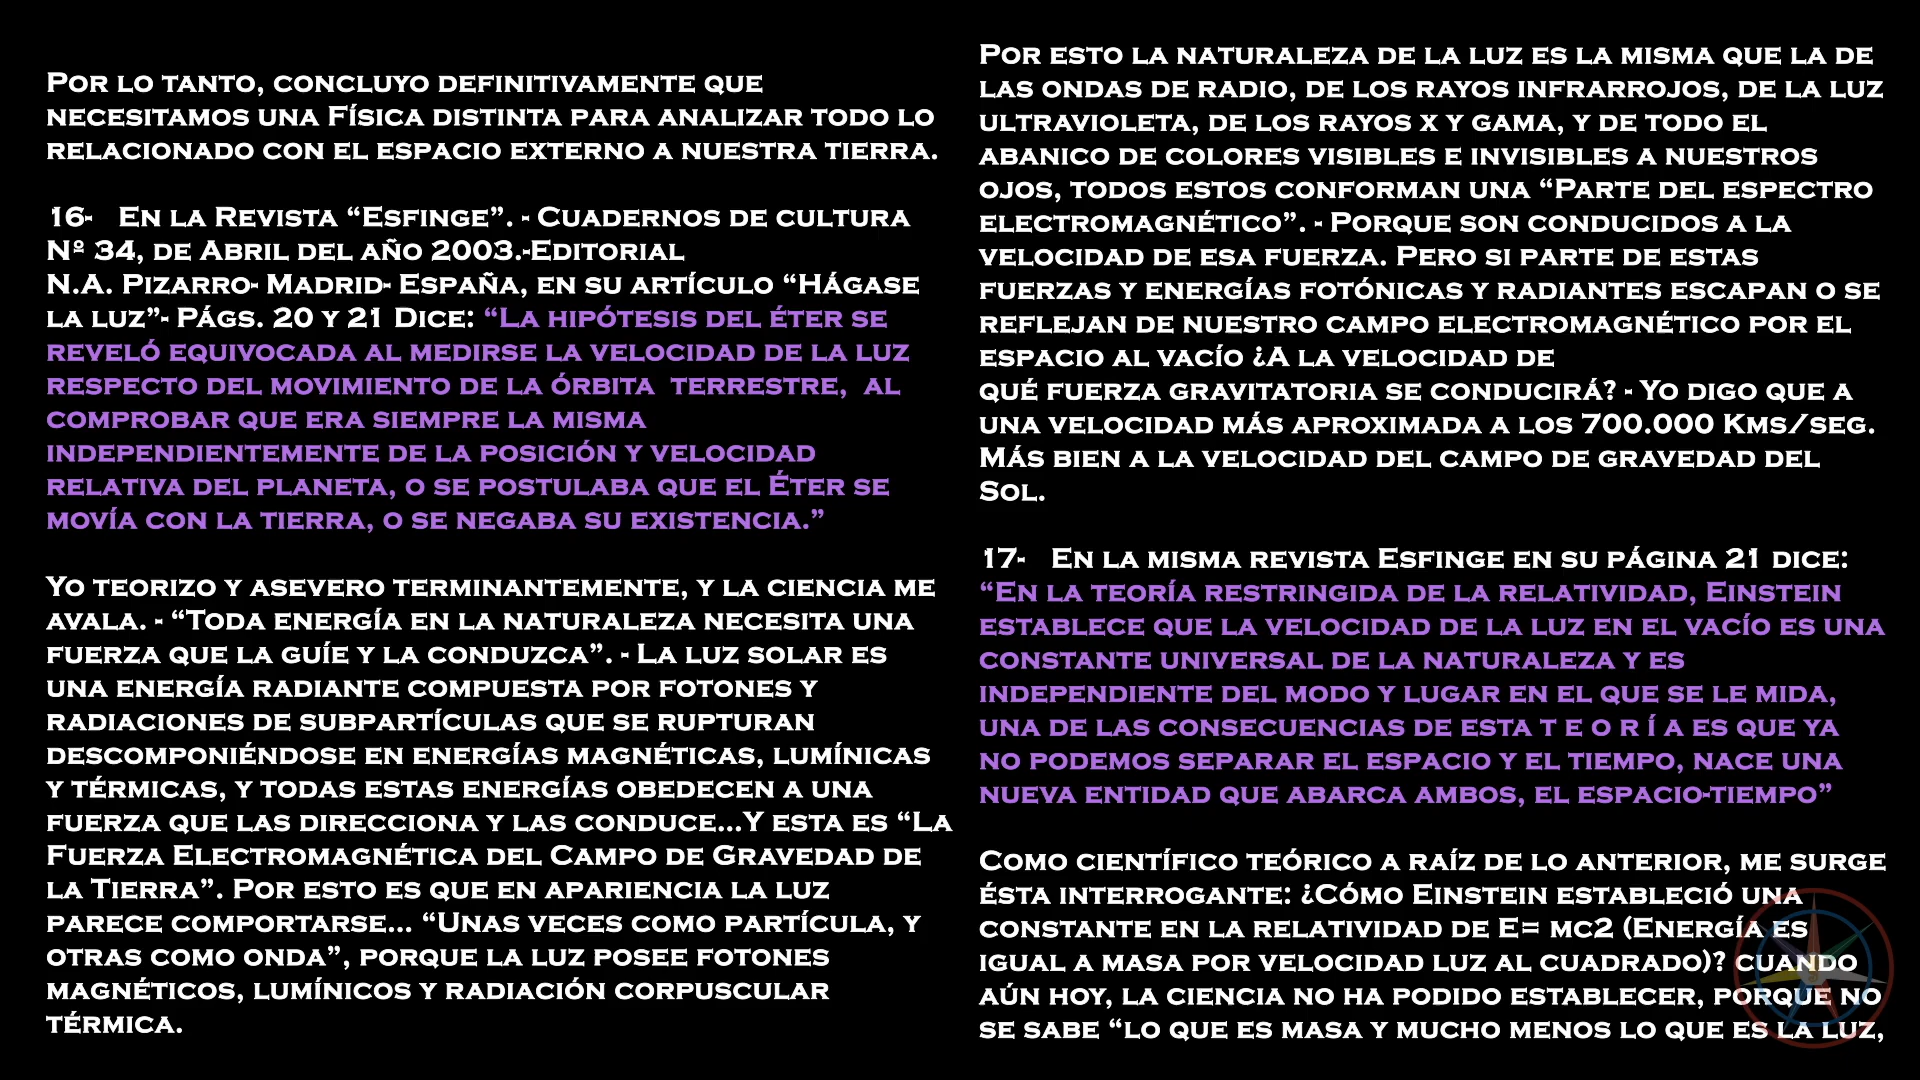 Por lo tanto, concluyo definitivamente que
necesitamos una Física distinta para analizar todo lo
relacionado con el espacio externo a nuestra tierra.
16- En la Revista “Esfinge”. - Cuadernos de cultura
Nº 34, de Abril del año 2003.-Editorial
N.A. Pizarro- Madrid- España, en su artículo “Hágase
la luz”- Págs. 20 y 21 Dice: “La hipótesis del éter se
reveló equivocada al medirse la velocidad de la luz
respecto del movimiento de la órbita terrestre, al
comprobar que era siempre la misma
independientemente de la posición y velocidad
relativa del planeta, o se postulaba que el Éter se
movía con la tierra, o se negaba su existencia.”
Yo teorizo y asevero terminantemente, y la ciencia me
avala. - “Toda energía en la naturaleza necesita una
fuerza que la guíe y la conduzca”. - La luz solar es
una energía radiante compuesta por fotones y
radiaciones de subpartículas que se rupturan
descomponiéndose en energías magnéticas, lumínicas
y térmicas, y todas estas energías obedecen a una
fuerza que las direcciona y las conduce...Y esta es “La
Fuerza Electromagnética del Campo de Gravedad de
la Tierra”. Por esto es que en apariencia la luz
parece comportarse... “Unas veces como partícula, y
otras como onda”, porque la luz posee fotones
magnéticos, lumínicos y radiación corpuscular
térmica.
Por esto la naturaleza de la luz es la misma que la de
las ondas de radio, de los rayos infrarrojos, de la luz
ultravioleta, de los rayos x y gama, y de todo el
abanico de colores visibles e invisibles a nuestros
ojos, todos estos conforman una “Parte del espectro
electromagnético”. - Porque son conducidos a la
velocidad de esa fuerza. Pero si parte de estas
fuerzas y energías fotónicas y radiantes escapan o se
reflejan de nuestro campo electromagnético por el
espacio al vacío ¿A la velocidad de
qué fuerza gravitatoria se conducirá? - Yo digo que a
una velocidad más aproximada a los 700.000 Kms/seg.
Más bien a la velocidad del campo de gravedad del
Sol.
17- En la misma revista Esfinge en su página 21 dice:
“En la teoría restringida de la relatividad, Einstein
establece que la velocidad de la luz en el vacío es una
constante universal de la naturaleza y es
independiente del modo y lugar en el que se le mida,
una de las consecuencias de esta t e o r í a es que ya
no podemos separar el espacio y el tiempo, nace una
nueva entidad que abarca ambos, el espacio-tiempo”
Como científico teórico a raíz de lo anterior, me surge
ésta interrogante: ¿Cómo Einstein estableció una
constante en la relatividad de E= mc2 (Energía es
igual a masa por velocidad luz al cuadrado)? cuando
aún hoy, la ciencia no ha podido establecer, porque no
se sabe “lo que es masa y mucho menos lo que es la luz,